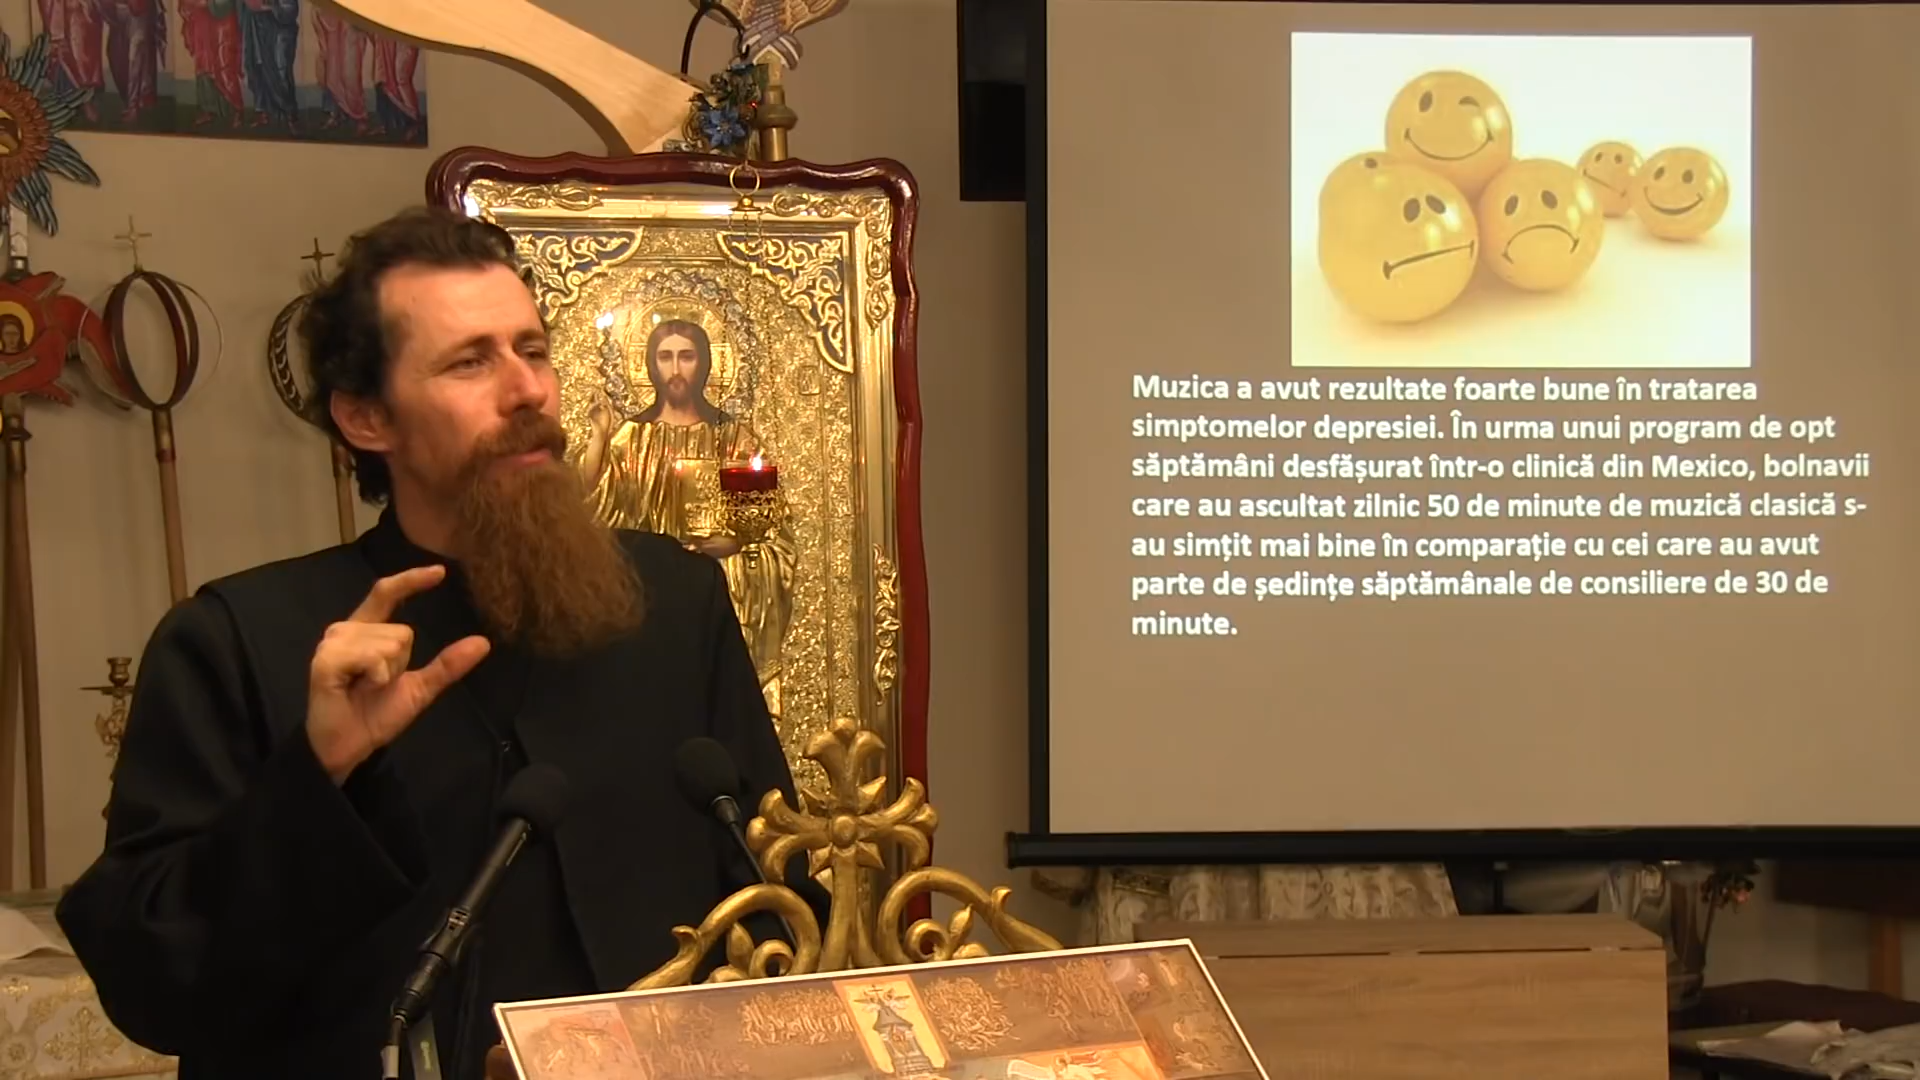 Muzica a avut rezultate foarte bune în tratarea
simptomelor depresiei. În urma unui program de opt
săptămâni desfășurat într-o clinică din Mexico, bolnavii
care au ascultat zilnic 50 de minute de muzică clasică s-
au simțit mai bine în comparație cu cei care au avut
parte de ședințe săptămânale de consiliere de 30 de
minute.